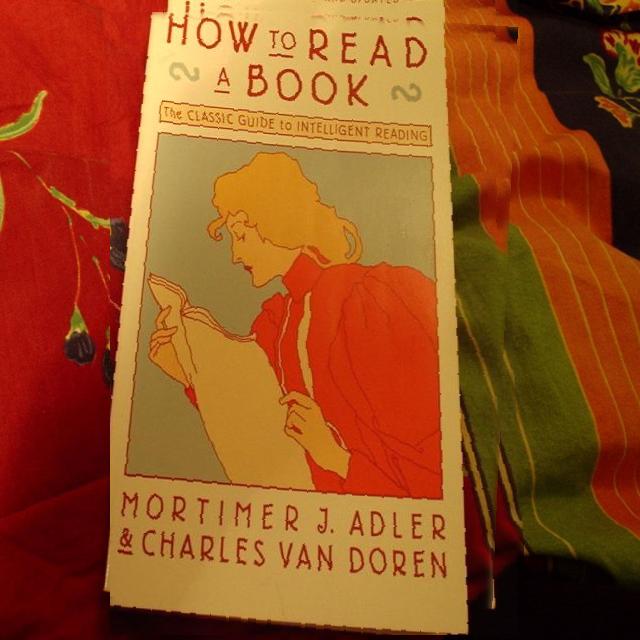 HOW TO READ
A BOOK
The CLASSIC GUIDE to INTELLIGENT READING
MORTIMER J. ADLER
& CHARLES VAN DOREN